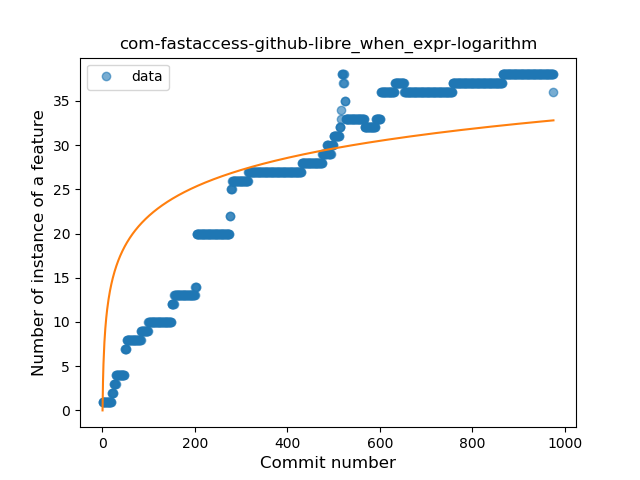 com-fastaccess-github-libre_when_expr-logarithm
data
Number of instance of a feature
35
30
25
20
15
10
5
0
0 200 400 600 800 1000
Commit number